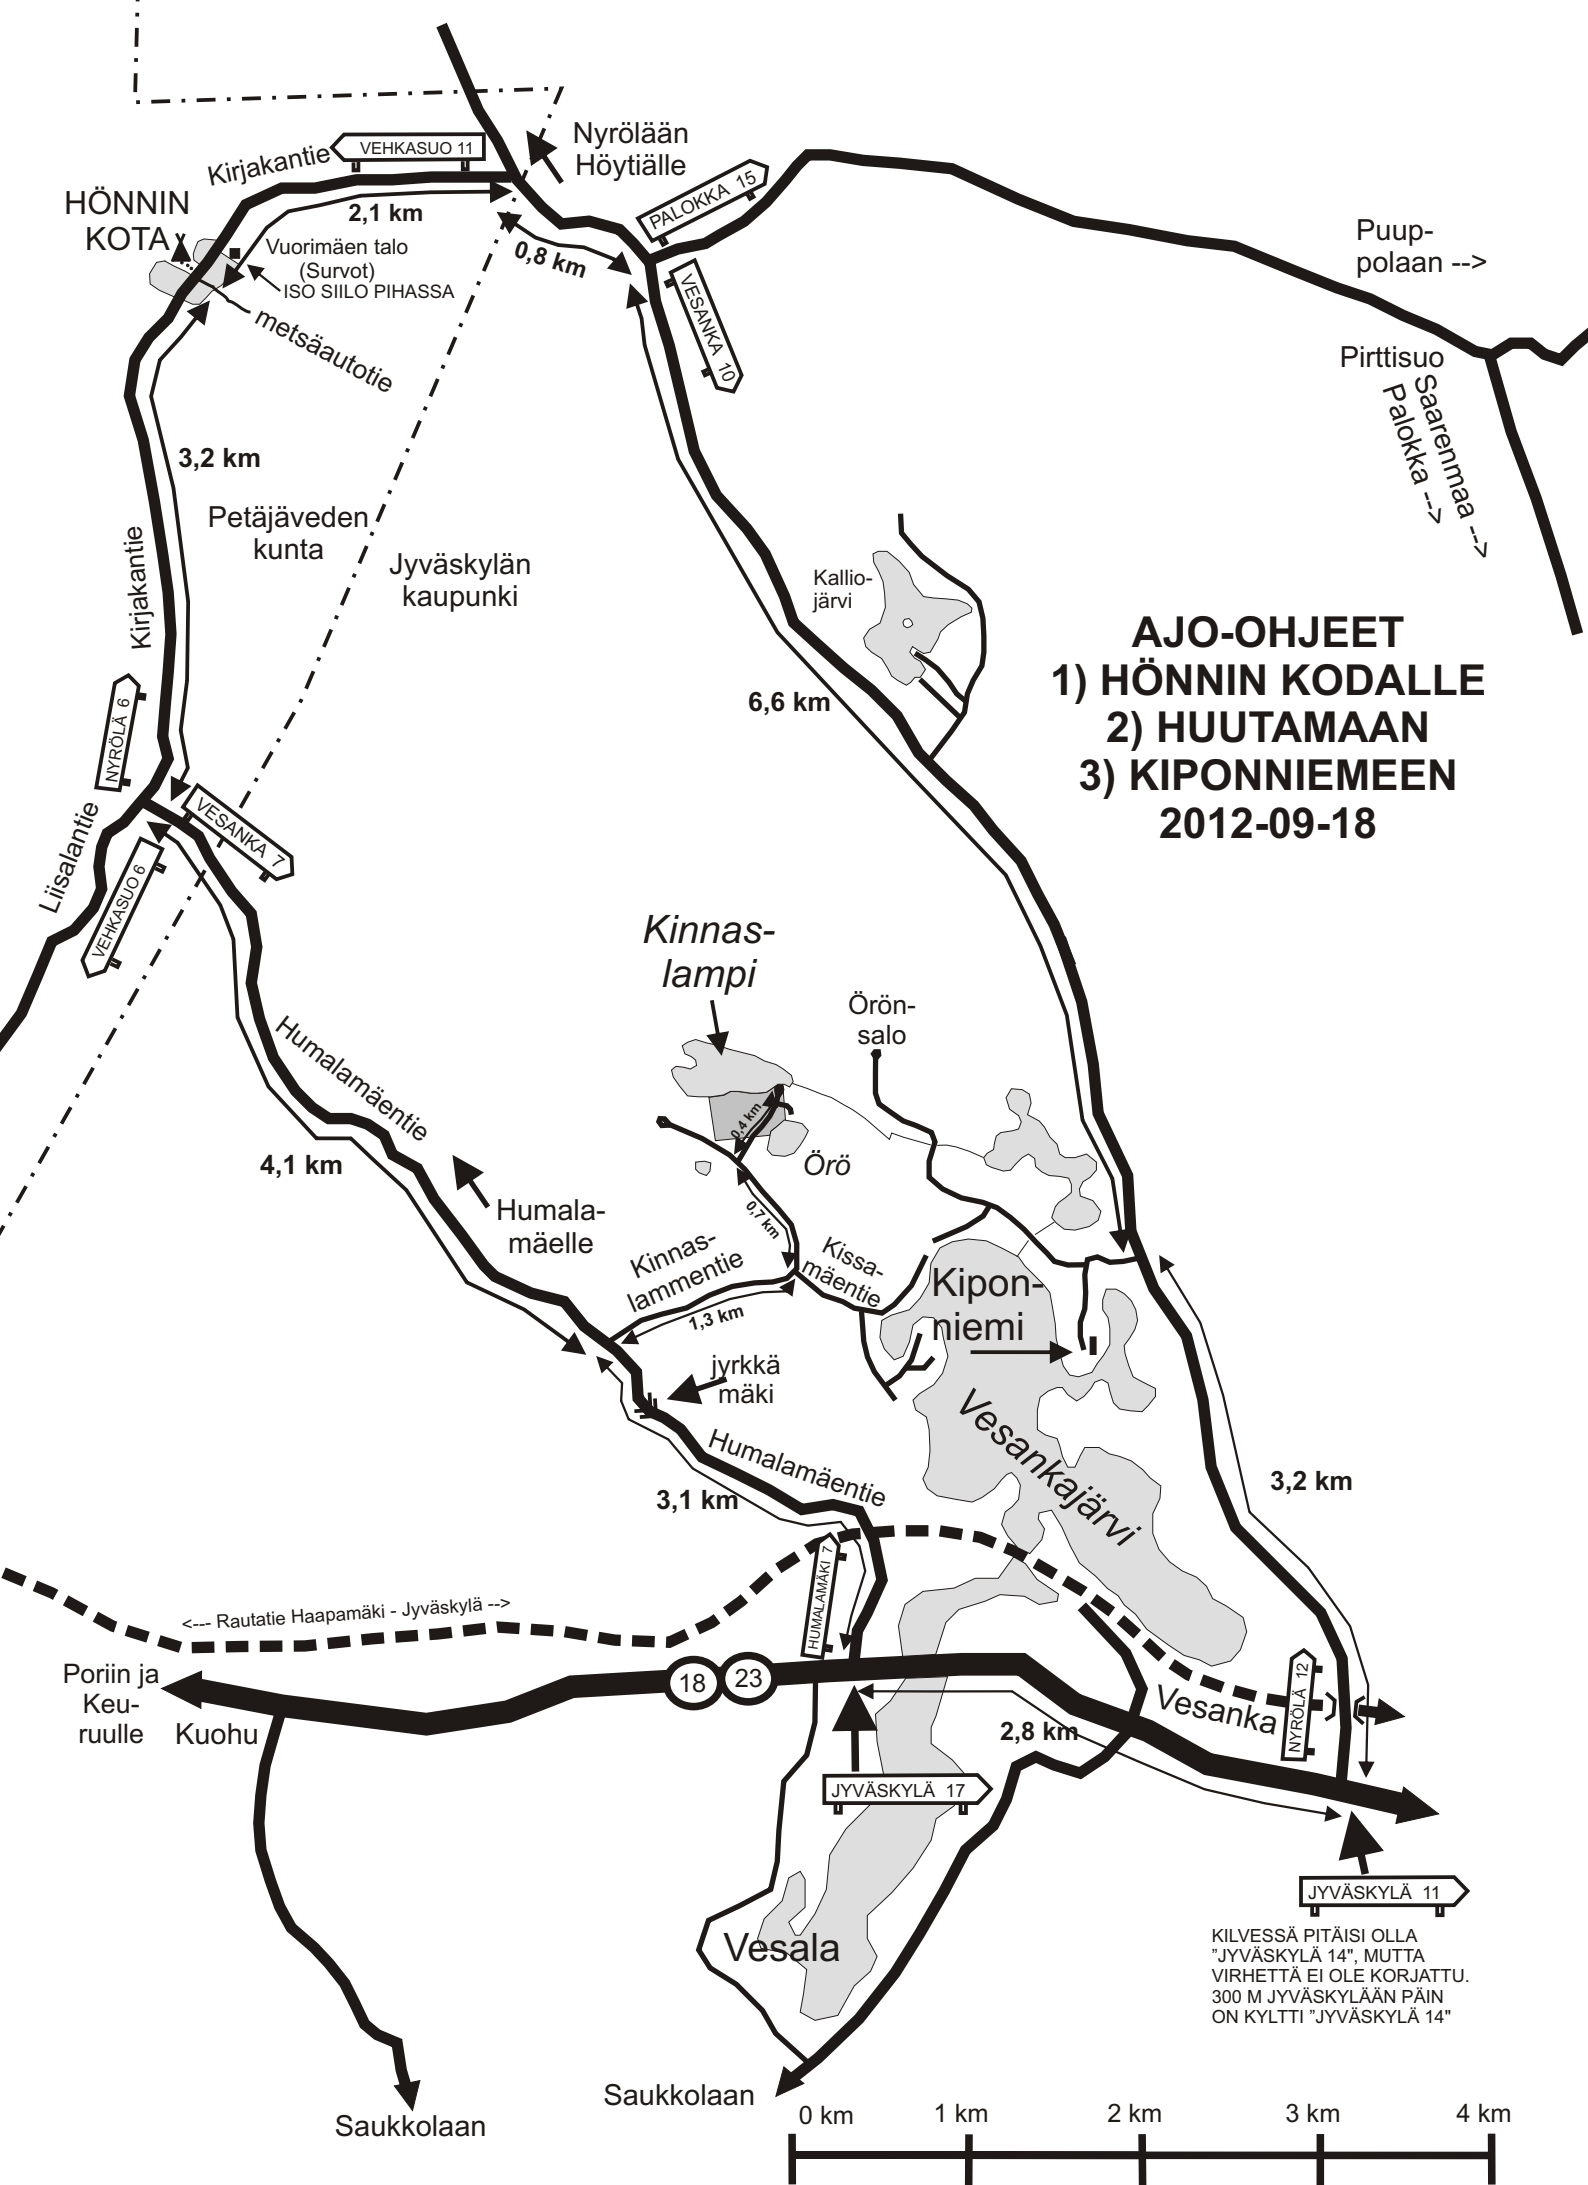 Nyrölään
Höytiälle
Kirjakantie
VEHKASUO 11
PALOKKA 15
HÖNNIN
KOTA
2,1 km
0,8 km
Vuorimäen talo
(Survot)
ISO SIILO PIHASSA
VESANKA 10
Puup-
polaan -->
metsäautotie
Pirttisuo
Saarenmaa --->
Palokka --->
3,2 km
Petäjäveden
kunta
Jyväskylän
kaupunki
Kirjakantie
Kallio-
järvi
AJO-OHJEET
1) HÖNNIN KODALLE
2) HUUTAMAAN
3) KIPONNIEMEEN
2012-09-18
6,6 km
NYRÖLÄ 6
VESANKA 7
Liisalantie
VEHKASUO 6
Kinnas-
lampi
Örön-
salo
Humalamäentie
0,4 km
Örö
4,1 km
Humala-
mäelle
0,7 km
Kinnas-
lammentie
Kissa-
mäentie
1,3 km
Kipon-
niemi
jyrkkä
mäki
Vesankajärvi
Humalamäentie
3,1 km
3,2 km
HUMALAMÄKI 7
<--- Rautatie Haapamäki - Jyväskylä -->
Poriin ja
Keu-
ruulle
Kuohu
18
23
Vesanka
NYRÖLÄ 12
2,8 km
JYVÄSKYLÄ 17
JYVÄSKYLÄ 11
KILVESSÄ PITÄISI OLLA
"JYVÄSKYLÄ 14", MUTTA
VIRHETTÄ EI OLE KORJATTU.
300 M JYVÄSKYLÄÄN PÄIN
ON KYLTTI "JYVÄSKYLÄ 14"
Vesala
Saukkolaan
Saukkolaan
0 km
1 km
2 km
3 km
4 km